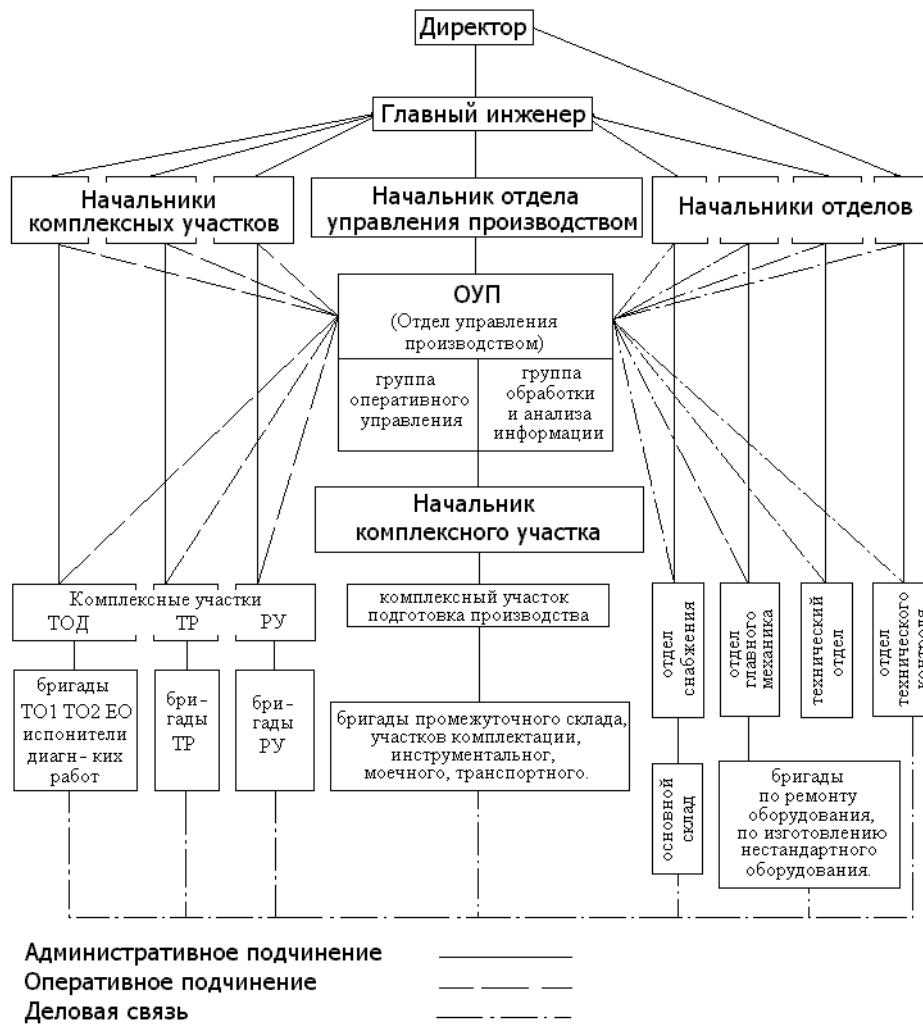 Директор
Главный инженер
Начальники
комплексных участков
Начальник отдела
управления производством
Начальники отделов
ОУП
(Отдел управления
производством)
группа
оперативного
управления
группа
обработки
и анализа
информации
Начальник
комплексного участка
Комплексные участки
ТОД ТР РУ
комплексный участок
подготовка производства
отдел
снабжения
отдел
главного
механика
технический
отдел
отдел
технического
контроля
бригады
ТО1 ТО2 ЕО
испонители
диагн- ких
работ
бри-
гады
ТР
бри-
гады
РУ
бригады промежуточного склада,
участков комплектации,
инструментальног,
моечного, транспортного.
основной
склад
бригады
по ремонту
оборудования,
по изготовлению
нестандартного
оборудования.
Административное подчинение
Оперативное подчинение
Деловая связь